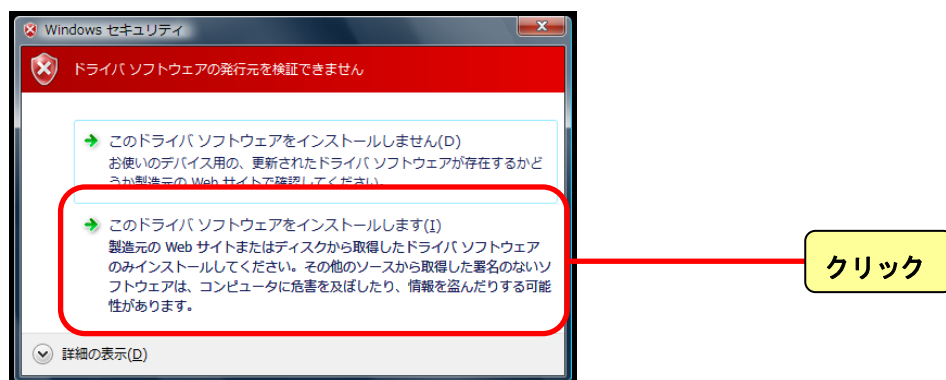 Windows セキュリティ
ドライバ ソフトウェアの発行元を検証できません
このドライバ ソフトウェアをインストールしません(D)
お使いのデバイス用の、更新されたドライバ ソフトウェアが存在するかど
うか製造元の Web サイトで確認してください。
このドライバ ソフトウェアをインストールします(I)
製造元の Web サイトまたはディスクから取得したドライバ ソフトウェア
のみインストールしてください。その他のソースから取得した署名のないソ
フトウェアは、コンピュータに危害を及ぼしたり、情報を盗んだりする可能
性があります。
クリック
詳細の表示(D)